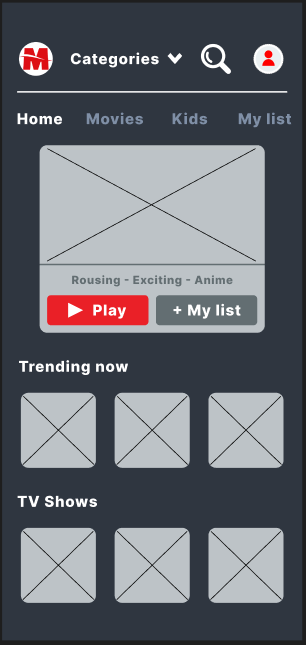 M
Categories
Home Movies Kids My list
Rousing - Exciting - Anime
Play + My list
Trending now
TV Shows